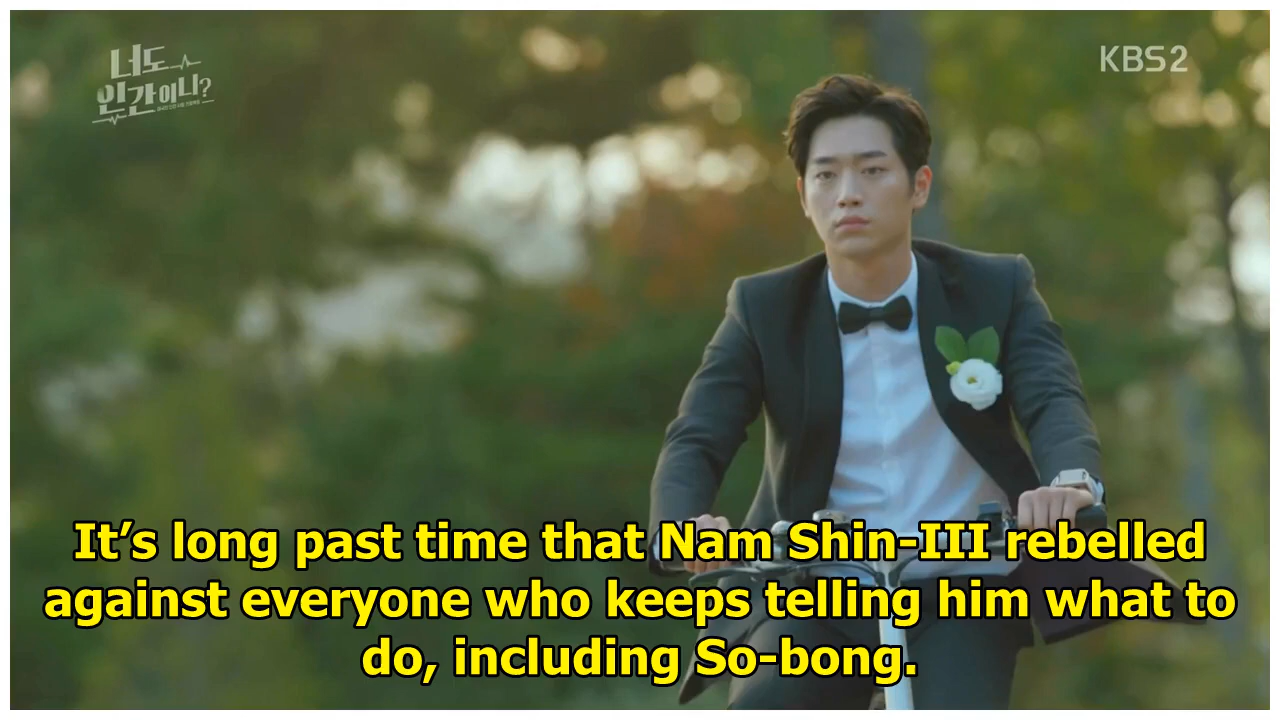 너도
인간이니?
KBS2
It’s long past time that Nam Shin-III rebelled
against everyone who keeps telling him what to
do, including So-bong.